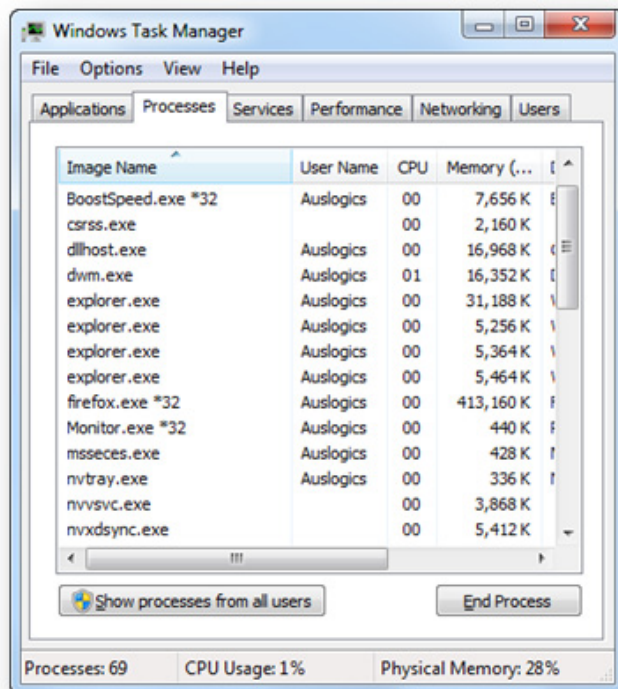 Windows Task Manager
File Options View Help
Applications Processes Services Performance Networking Users
Image Name User Name CPU Memory (...
BoostSpeed.exe *32 Auslogics 00 7,656 K
csrss.exe 00 2,160 K
dllhost.exe Auslogics 00 16,968 K
dwm.exe Auslogics 01 16,352 K
explorer.exe Auslogics 00 31,188 K
explorer.exe Auslogics 00 5,256 K
explorer.exe Auslogics 00 5,364 K
explorer.exe Auslogics 00 5,464 K
firefox.exe *32 Auslogics 00 413,160 K
Monitor.exe *32 Auslogics 00 440 K
msseces.exe Auslogics 00 428 K
nvtray.exe Auslogics 00 336 K
nvvsvc.exe 00 3,868 K
nvxdsync.exe 00 5,412 K
Show processes from all users End Process
Processes: 69 CPU Usage: 1% Physical Memory: 28%